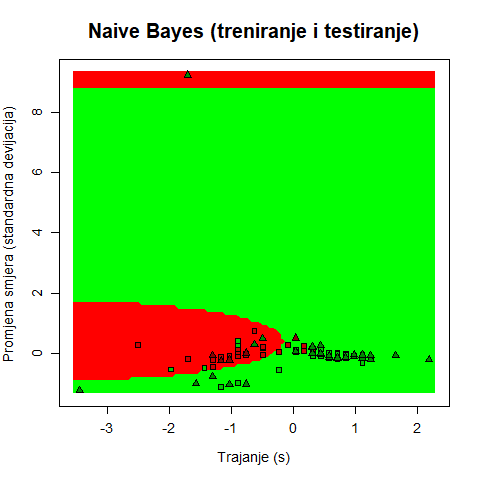 Naive Bayes (treniranje i testiranje)
Promjena smjera (standardna devijacija)
8
6
4
2
0
-3 -2 -1 0 1 2
Trajanje (s)